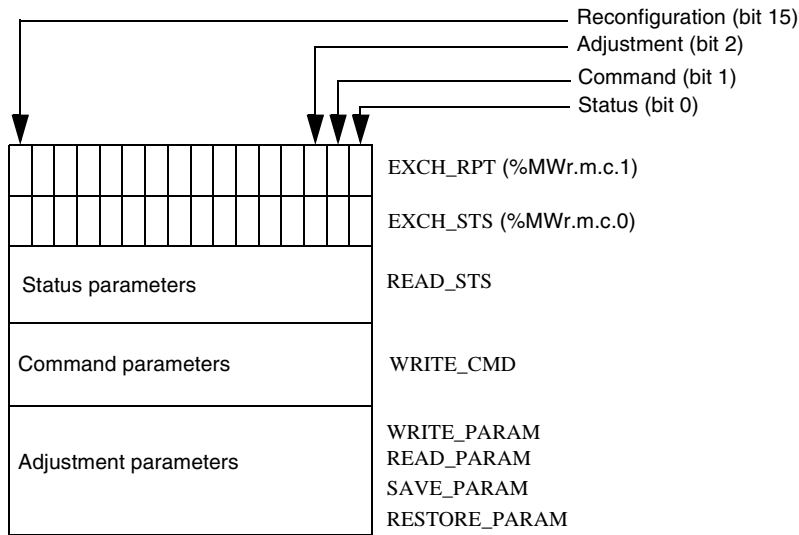 Reconfiguration (bit 15)
Adjustment (bit 2)
Command (bit 1)
Status (bit 0)
EXCH_RPT (%MWr.m.c.1)
EXCH_STS (%MWr.m.c.0)
Status parameters
READ_STS
Command parameters
WRITE_CMD
Adjustment parameters
WRITE_PARAM
READ_PARAM
SAVE_PARAM
RESTORE_PARAM